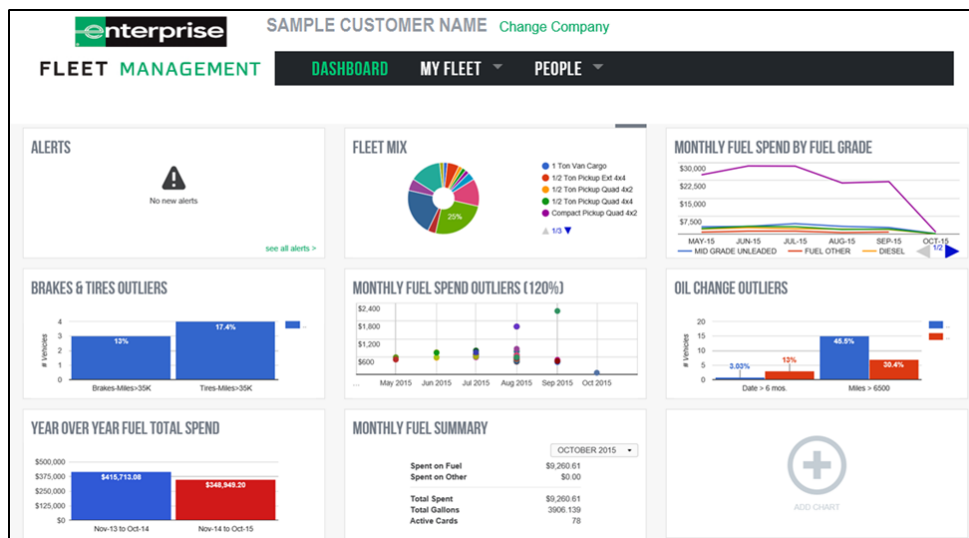 enterprise
SAMPLE CUSTOMER NAME Change Company
FLEET MANAGEMENT
DASHBOARD MY FLEET PEOPLE
ALERTS
No new alerts
see all alerts >
FLEET MIX
25%
1 Ton Van Cargo
1/2 Ton Pickup Ext 4x4
1/2 Ton Pickup Quad 4x2
1/2 Ton Pickup Quad 4x4
Compact Pickup Quad 4x2
1/3
MONTHLY FUEL SPEND BY FUEL GRADE
$30,000
$22,500
$15,000
$7,500
MAY-15 JUN-15 JUL-15 AUG-15 SEP-15 OCT-15
MID GRADE UNLEADED FUEL OTHER DIESEL 1/2
BRAKES & TIRES OUTLIERS
# Vehicles
4
3
2
1
0
13%
17.4%
...
Brakes-Miles>35K Tires-Miles>35K
MONTHLY FUEL SPEND OUTLIERS (120%)
$2,400
$1,800
$1,200
$600
... May 2015 Jun 2015 Jul 2015 Aug 2015 Sep 2015 Oct 2015
OIL CHANGE OUTLIERS
# Vehicles
20
15
10
5
0
3.03%
13%
45.5%
30.4%
...
...
Date > 6 mos. Miles > 6500
YEAR OVER YEAR FUEL TOTAL SPEND
$500,000
$375,000
$250,000
$125,000
$0
$415,713.08
$348,949.20
Nov-13 to Oct-14 Nov-14 to Oct-15
MONTHLY FUEL SUMMARY
OCTOBER 2015
Spent on Fuel $9,260.61
Spent on Other $0.00
Total Spent $9,260.61
Total Gallons 3906.139
Active Cards 78
ADD CHART